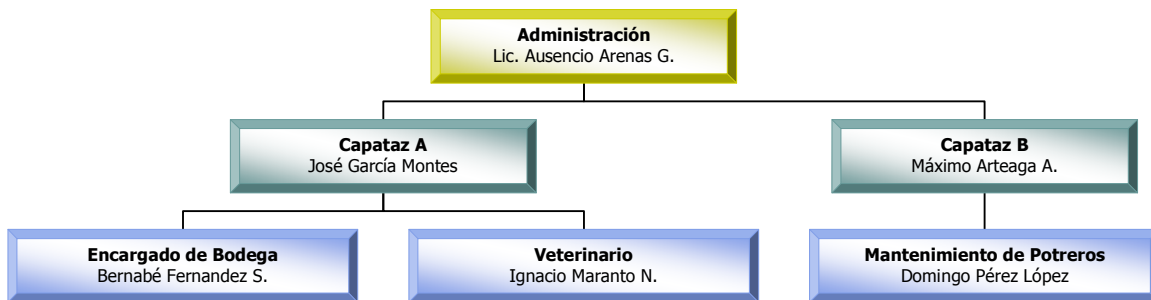 Administración
Lic. Ausencio Arenas G.
Capataz A
José García Montes
Capataz B
Máximo Arteaga A.
Encargado de Bodega
Bernabé Fernandez S.
Veterinario
Ignacio Maranto N.
Mantenimiento de Potreros
Domingo Pérez López